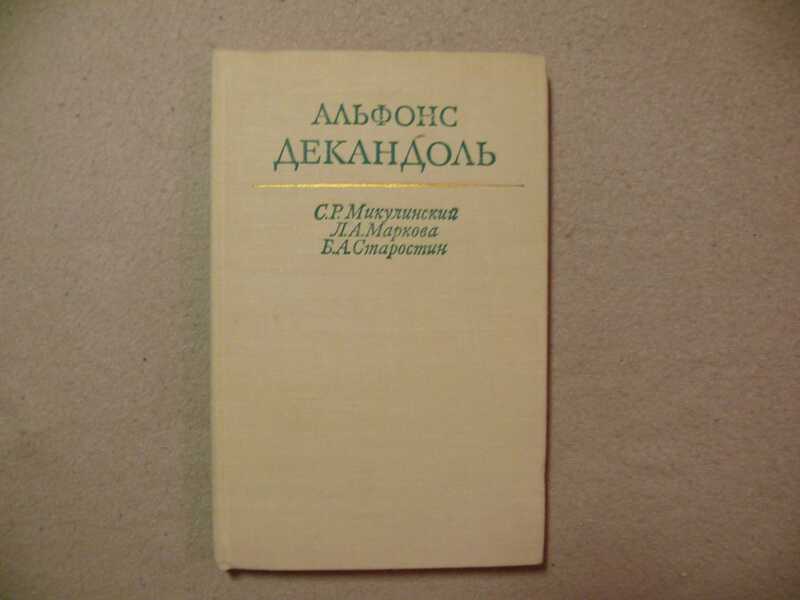 АЛЬФОНС
ДЕКАНДОЛЬ
С.Р.Микулинский
Л.А.Маркова
Б.А.Старостин